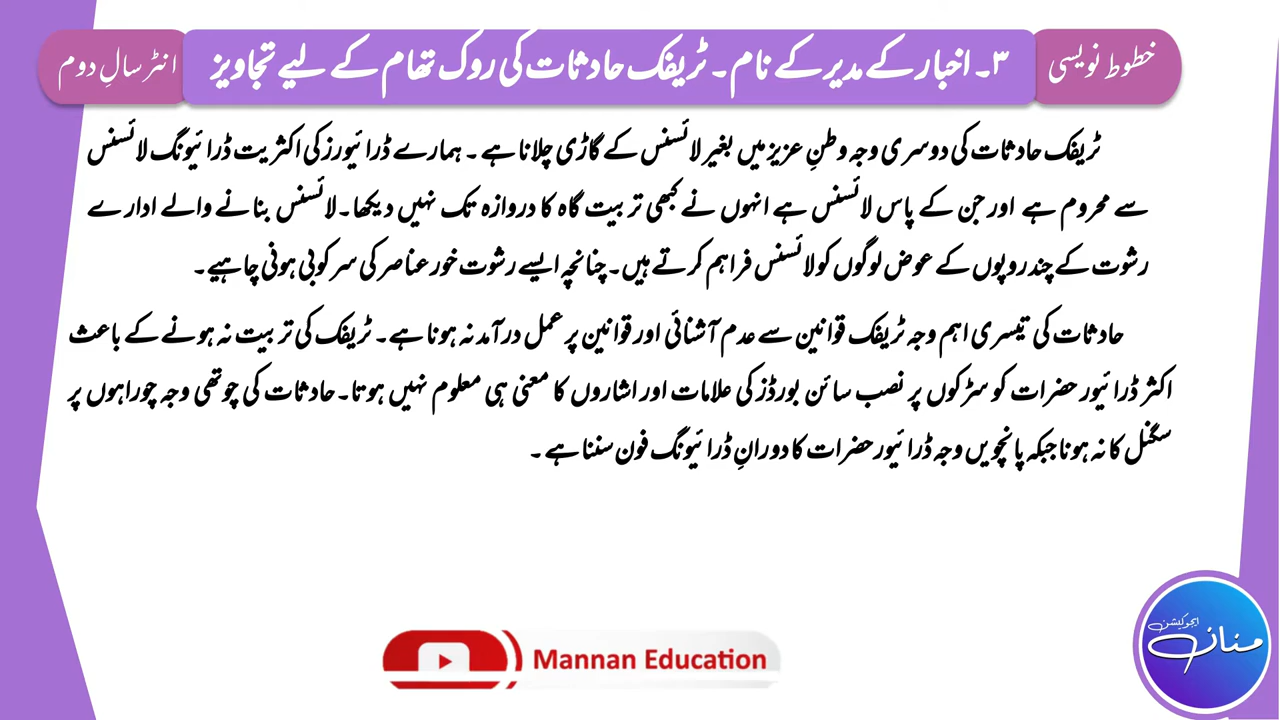 خطوط نویسی
۳۔ اخبار کے مدیر کے نام۔ ٹریفک حادثات کی روک تھام کے لیے تجاویز
انٹر سالِ دوم
ٹریفک حادثات کی دوسری وجہ وطنِ عزیز میں بغیر لائسنس کے گاڑی چلانا ہے ۔ ہمارے ڈرائیورز کی اکثریت ڈرائیونگ لائسنس
سے محروم ہے اور جن کے پاس لائسنس ہے انہوں نے کبھی تربیت گاہ کا دروازہ تک نہیں دیکھا۔لائسنس بنانے والے ادارے
رشوت کے چند روپوں کے عوض لوگوں کو لائسنس فراہم کرتے ہیں۔چنانچہ ایسے رشوت خور عناصر کی سرکوبی ہونی چاہیے۔
حادثات کی تیسری اہم وجہ ٹریفک قوانین سے عدم آشنائی اور قوانین پر عمل درآمد نہ ہونا ہے۔ ٹریفک کی تربیت نہ ہونے کے باعث
اکثر ڈرائیور حضرات کو سڑکوں پر نصب سائن بورڈز کی علامات اور اشاروں کا معنی ہی معلوم نہیں ہوتا۔حادثات کی چوتھی وجہ چوراہوں پر
سگنل کا نہ ہونا جبکہ پانچویں وجہ ڈرائیور حضرات کا دورانِ ڈرائیونگ فون سننا ہے ۔
Mannan Education
ایجوکیشن
منان